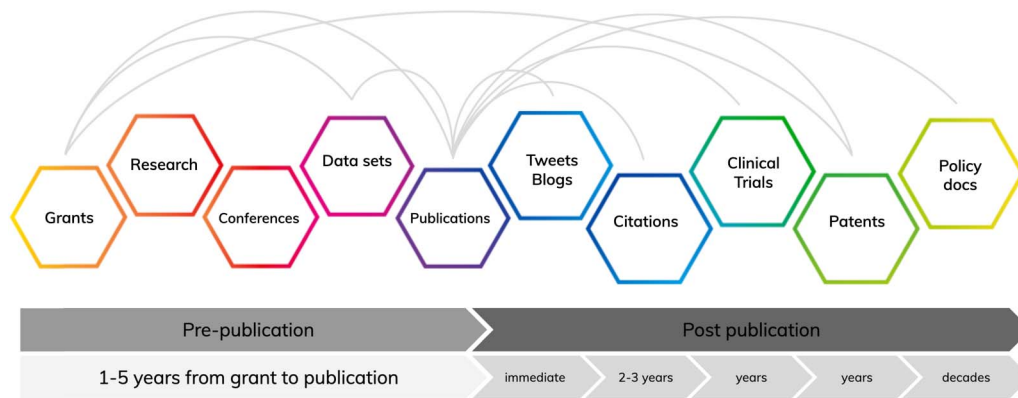 Grants
Research
Conferences
Data sets
Publications
Tweets
Blogs
Citations
Clinical
Trials
Patents
Policy
docs
Pre-publication
Post publication
1-5 years from grant to publication
immediate
2-3 years
years
years
decades